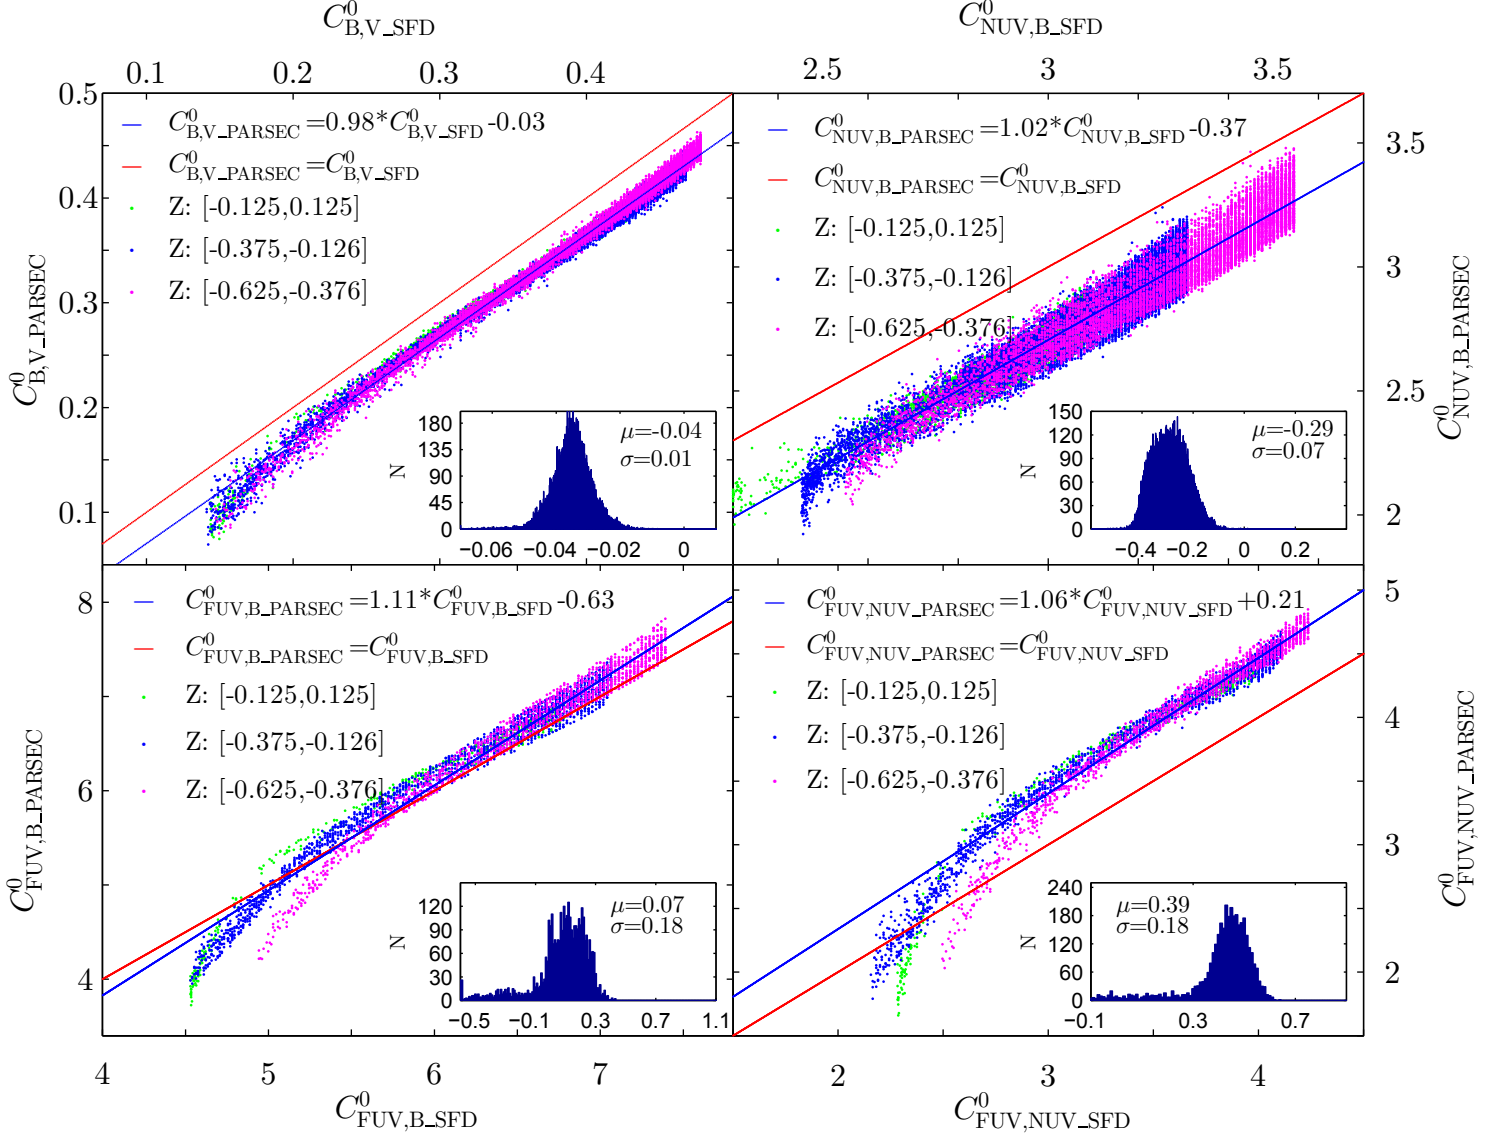 C⁰B,V_SFD
C⁰NUV,B_SFD
0.1 0.2 0.3 0.4
2.5 3 3.5
C⁰B,V_PARSEC
0.5
0.4
0.3
0.2
0.1
C⁰B,V_PARSEC=0.98*C⁰B,V_SFD-0.03
C⁰B,V_PARSEC=C⁰B,V_SFD
Z: [-0.125,0.125]
Z: [-0.375,-0.126]
Z: [-0.625,-0.376]
N
180
135
90
45
0
μ=-0.04
σ=0.01
−0.06 −0.04 −0.02 0
C⁰NUV,B_PARSEC=1.02*C⁰NUV,B_SFD-0.37
C⁰NUV,B_PARSEC=C⁰NUV,B_SFD
Z: [-0.125,0.125]
Z: [-0.375,-0.126]
Z: [-0.625,-0.376]
N
150
120
90
60
30
0
μ=-0.29
σ=0.07
−0.4 −0.2 0 0.2
3.5
3
2.5
2
C⁰NUV,B_PARSEC
C⁰FUV,B_PARSEC
8
6
4
C⁰FUV,B_PARSEC=1.11*C⁰FUV,B_SFD-0.63
C⁰FUV,B_PARSEC=C⁰FUV,B_SFD
Z: [-0.125,0.125]
Z: [-0.375,-0.126]
Z: [-0.625,-0.376]
N
120
90
60
30
0
μ=0.07
σ=0.18
−0.5 −0.1 0.3 0.7 1.1
C⁰FUV,NUV_PARSEC=1.06*C⁰FUV,NUV_SFD+0.21
C⁰FUV,NUV_PARSEC=C⁰FUV,NUV_SFD
Z: [-0.125,0.125]
Z: [-0.375,-0.126]
Z: [-0.625,-0.376]
N
240
180
120
60
0
μ=0.39
σ=0.18
−0.1 0.3 0.7
5
4
3
2
C⁰FUV,NUV_PARSEC
4 5 6 7
2 3 4
C⁰FUV,B_SFD
C⁰FUV,NUV_SFD